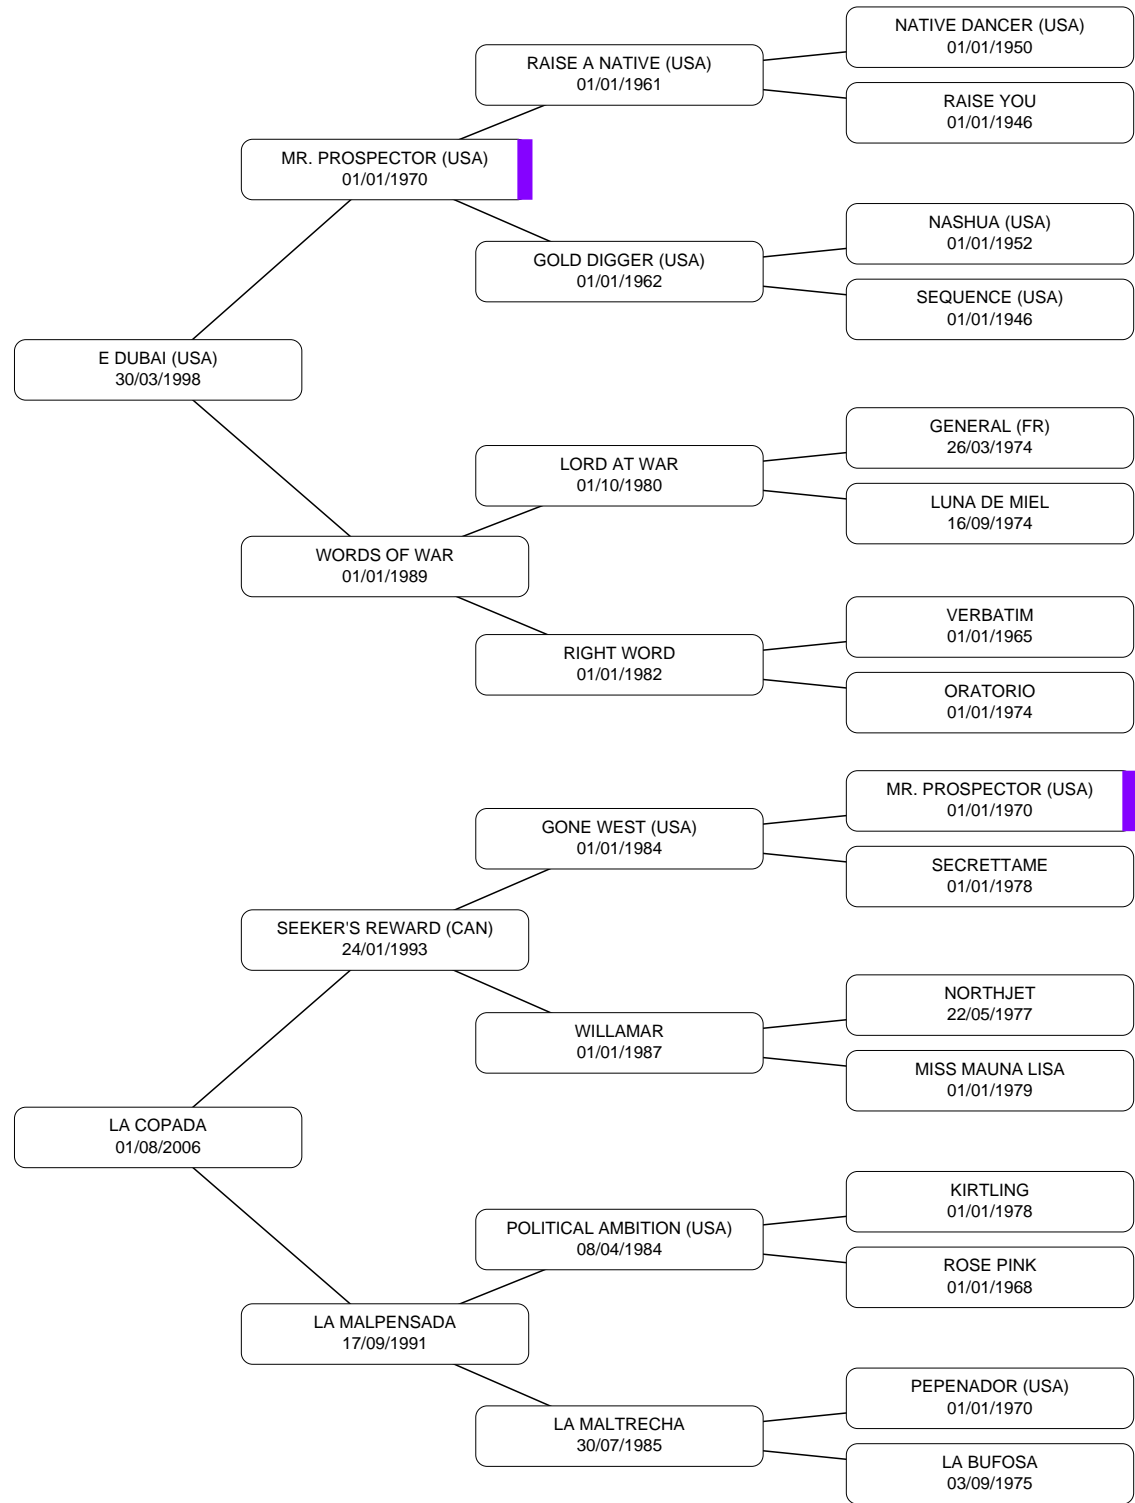 NATIVE DANCER (USA)
01/01/1950
RAISE A NATIVE (USA)
01/01/1961
RAISE YOU
01/01/1946
MR. PROSPECTOR (USA)
01/01/1970
NASHUA (USA)
01/01/1952
GOLD DIGGER (USA)
01/01/1962
SEQUENCE (USA)
01/01/1946
E DUBAI (USA)
30/03/1998
GENERAL (FR)
26/03/1974
LORD AT WAR
01/10/1980
LUNA DE MIEL
16/09/1974
WORDS OF WAR
01/01/1989
VERBATIM
01/01/1965
RIGHT WORD
01/01/1982
ORATORIO
01/01/1974
MR. PROSPECTOR (USA)
01/01/1970
GONE WEST (USA)
01/01/1984
SECRETTAME
01/01/1978
SEEKER'S REWARD (CAN)
24/01/1993
NORTHJET
22/05/1977
WILLAMAR
01/01/1987
MISS MAUNA LISA
01/01/1979
LA COPADA
01/08/2006
KIRTLING
01/01/1978
POLITICAL AMBITION (USA)
08/04/1984
ROSE PINK
01/01/1968
LA MALPENSADA
17/09/1991
PEPENADOR (USA)
01/01/1970
LA MALTRECHA
30/07/1985
LA BUFOSA
03/09/1975